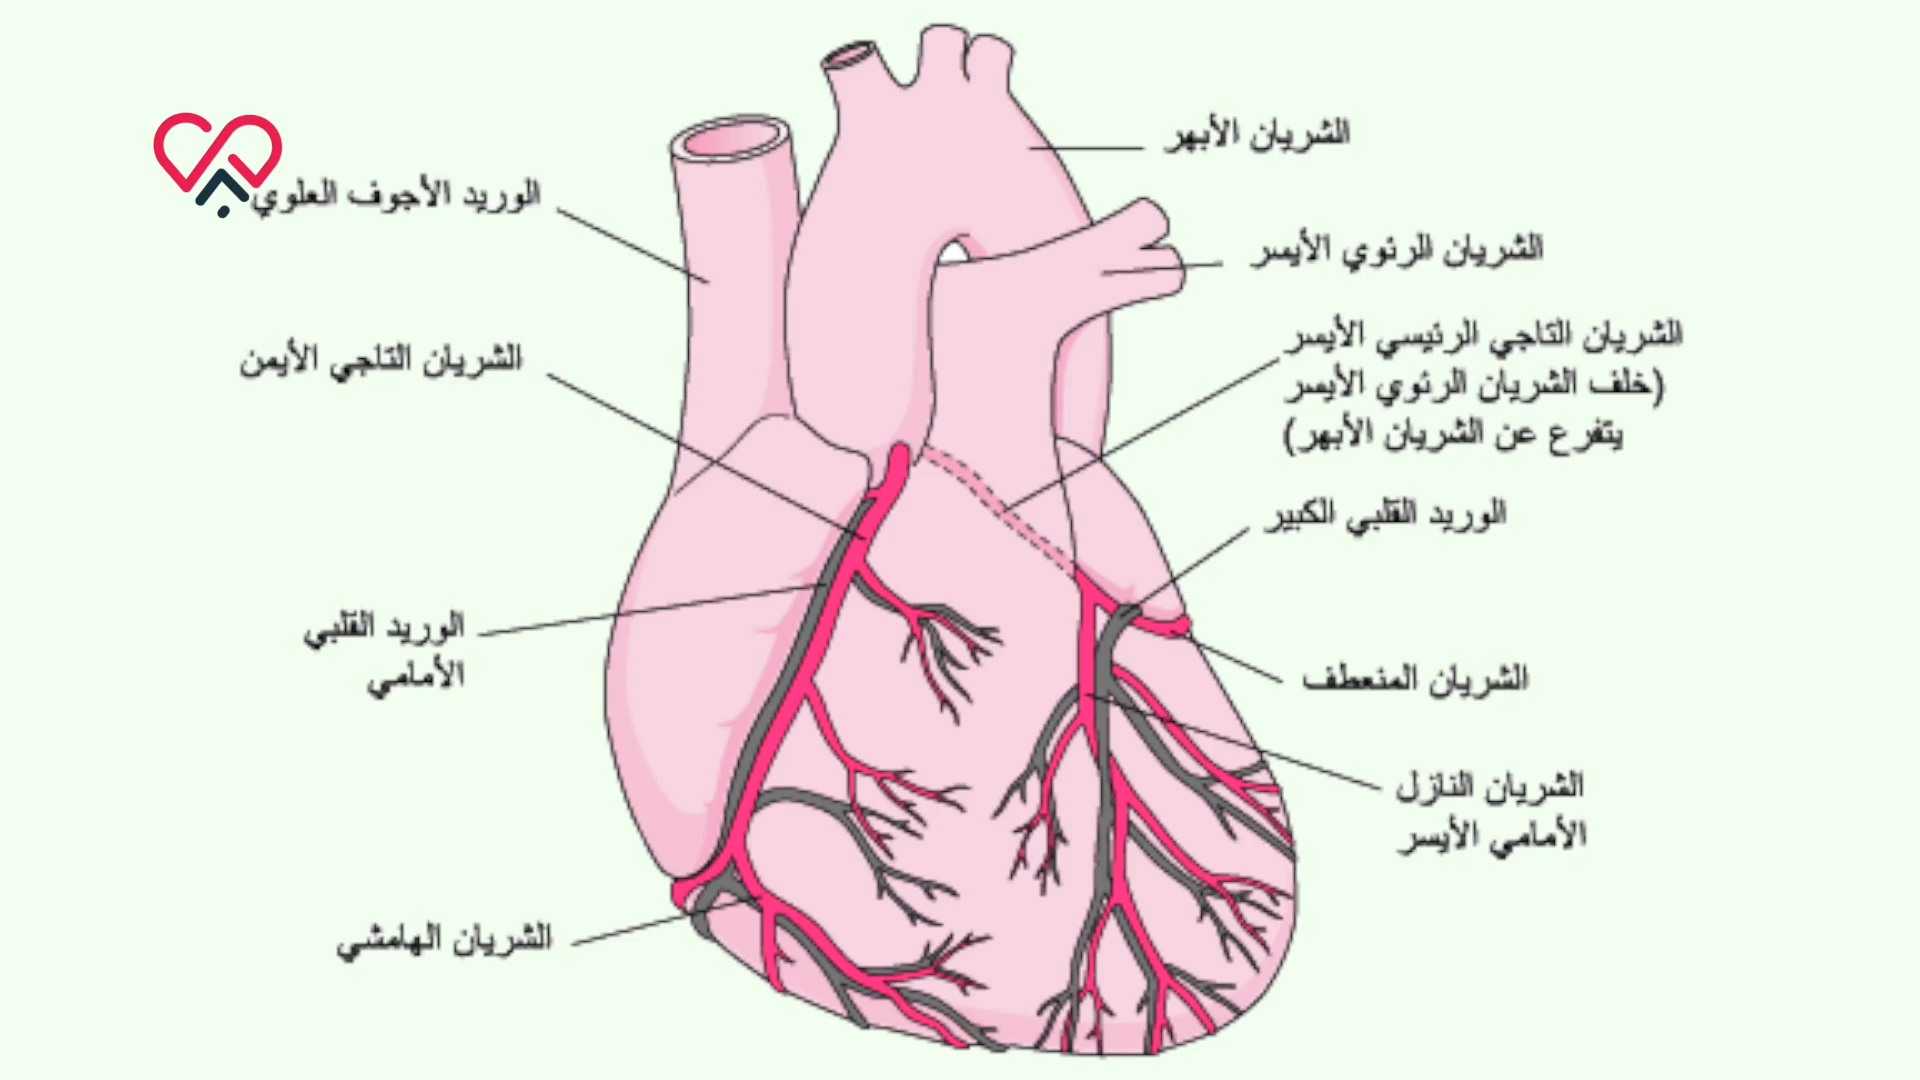 الشريان الأبهر
الوريد الأجوف العلوي
الشريان الرئوي الأيسر
الشريان التاجي الرئيسي الأيسر
(خلف الشريان الرئوي الأيسر
يتفرع عن الشريان الأبهر)
الشريان التاجي الأيمن
الوريد القلبي الكبير
الوريد القلبي
الأمامي
الشريان المنعطف
الشريان النازل
الأمامي الأيسر
الشريان الهامشي